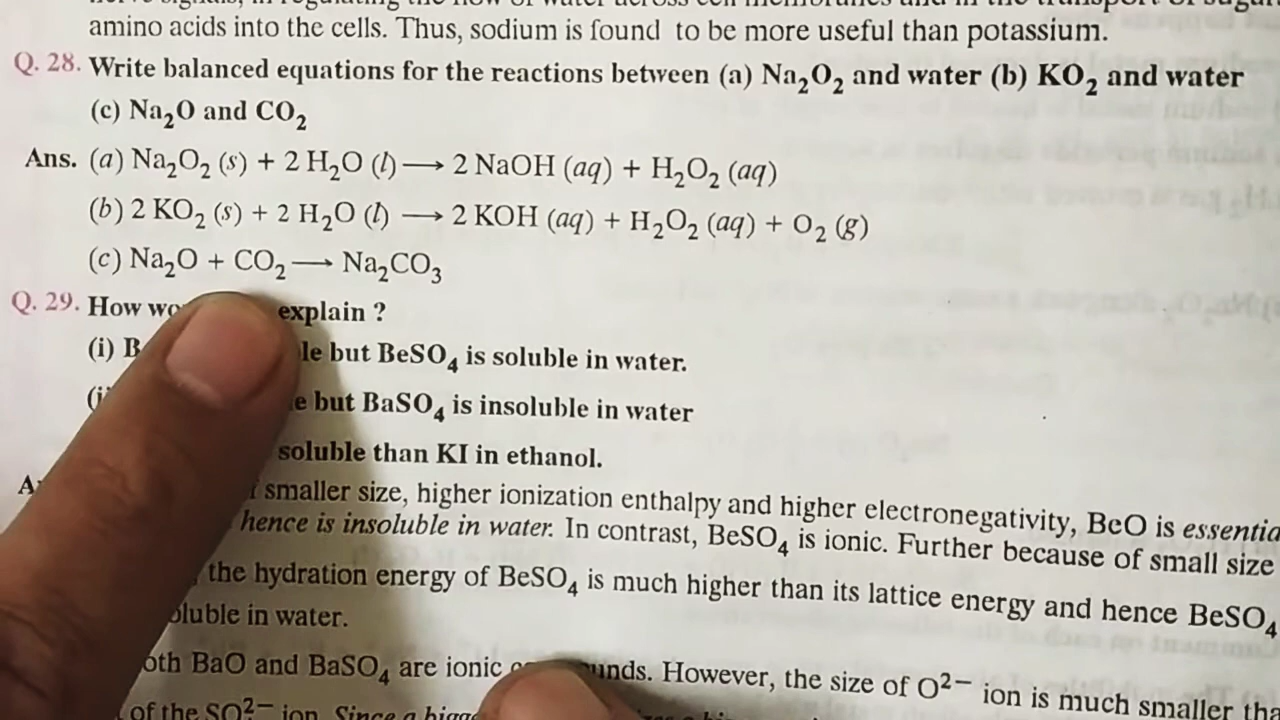 amino acids into the cells. Thus, sodium is found to be more useful than potassium.
Q. 28. Write balanced equations for the reactions between (a) Na₂O₂ and water (b) KO₂ and water
(c) Na₂O and CO₂
Ans. (a) Na₂O₂ (s) + 2 H₂O (l) ⟶ 2 NaOH (aq) + H₂O₂ (aq)
(b) 2 KO₂ (s) + 2 H₂O (l) ⟶ 2 KOH (aq) + H₂O₂ (aq) + O₂ (g)
(c) Na₂O + CO₂ ⟶ Na₂CO₃
Q. 29. How explain ?
(i) but BeSO₄ is soluble in water.
but BaSO₄ is insoluble in water
soluble than KI in ethanol.
smaller size, higher ionization enthalpy and higher electronegativity, BeO is
hence is insoluble in water. In contrast, BeSO₄ is ionic. Further because of small size
the hydration energy of BeSO₄ is much higher than its lattice energy and hence BeSO₄
in water.
BaO and BaSO₄ are ionic However, the size of O²⁻ ion is much smaller
of the SO²⁻ ion. Since a